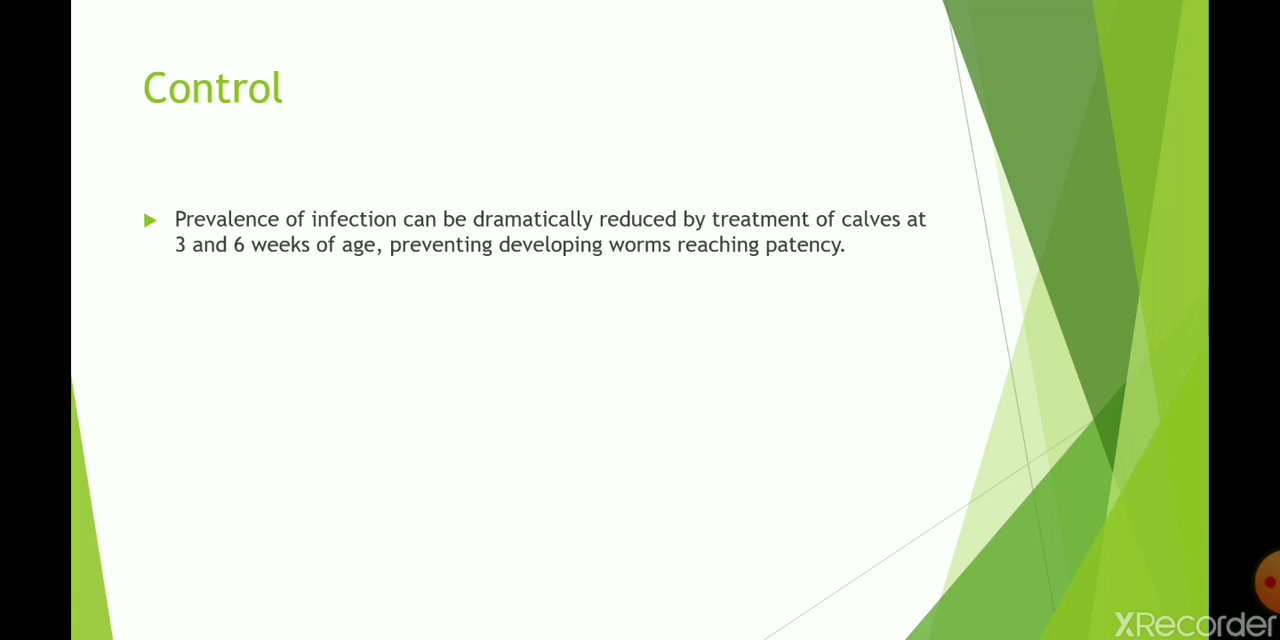 Control
Prevalence of infection can be dramatically reduced by treatment of calves at
3 and 6 weeks of age, preventing developing worms reaching patency.
XRecorder